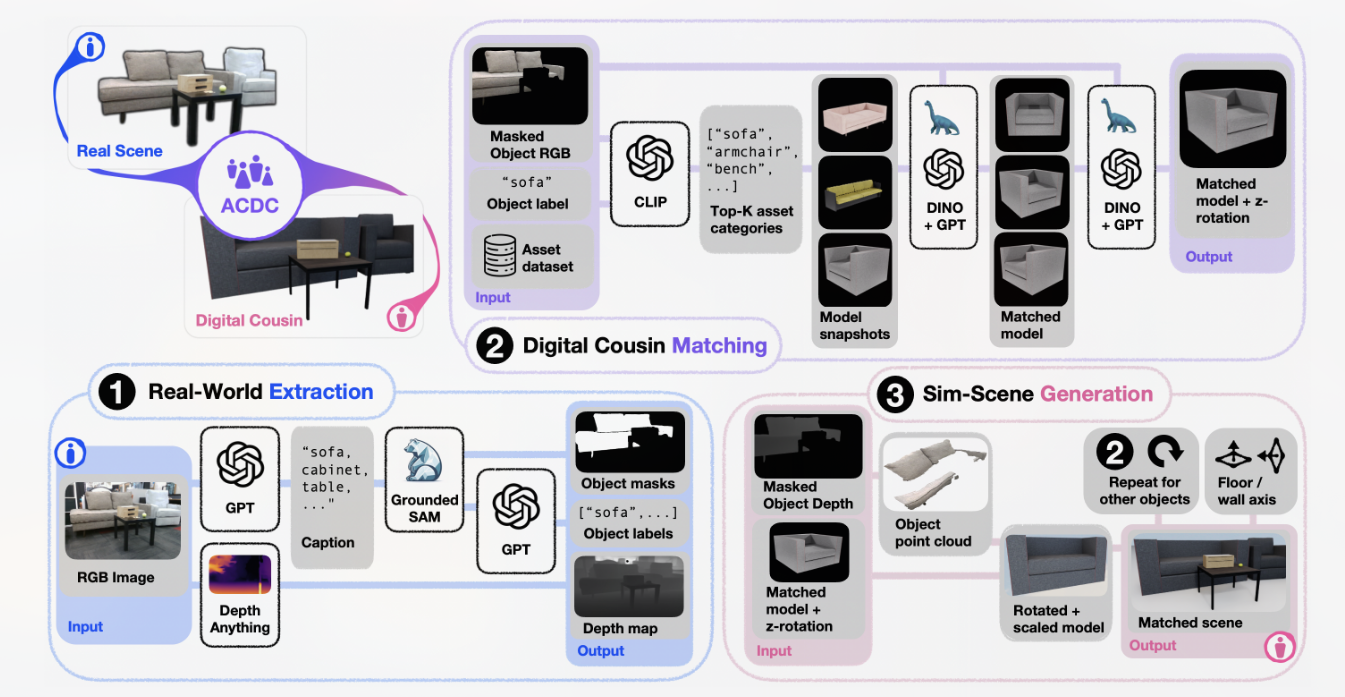 Real Scene
ACDC
Digital Cousin
Masked
Object RGB
“sofa”
Object label
Asset
dataset
Input
CLIP
[“sofa”,
“armchair”,
“bench”,
...]
Top-K asset
categories
Model
snapshots
DINO
+ GPT
Matched
model
DINO
+ GPT
Matched
model + z-
rotation
Output
2 Digital Cousin Matching
1 Real-World Extraction
RGB Image
Input
GPT
Depth
Anything
“sofa,
cabinet,
table,
..."
Caption
Grounded
SAM
GPT
Object masks
[“sofa”,...]
Object labels
Depth map
Output
3 Sim-Scene Generation
Masked
Object Depth
Matched
model +
z-rotation
Input
Object
point cloud
Rotated +
scaled model
2
Repeat for
other objects
Floor /
wall axis
Matched scene
Output